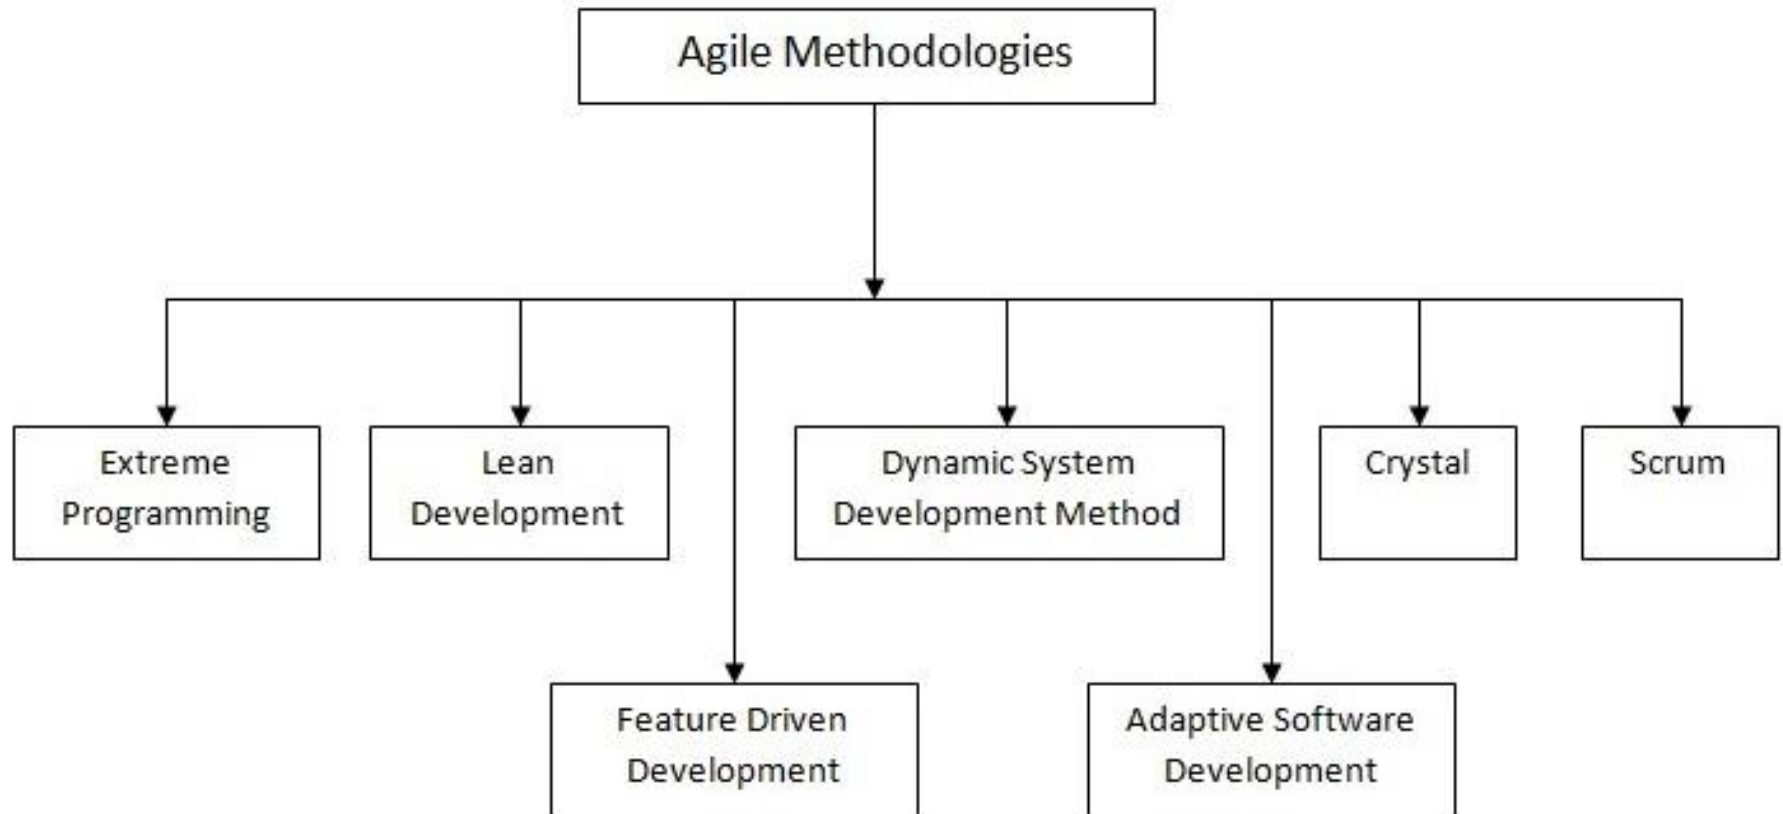 Agile Methodologies
Extreme
Programming
Lean
Development
Dynamic System
Development Method
Crystal
Scrum
Feature Driven
Development
Adaptive Software
Development